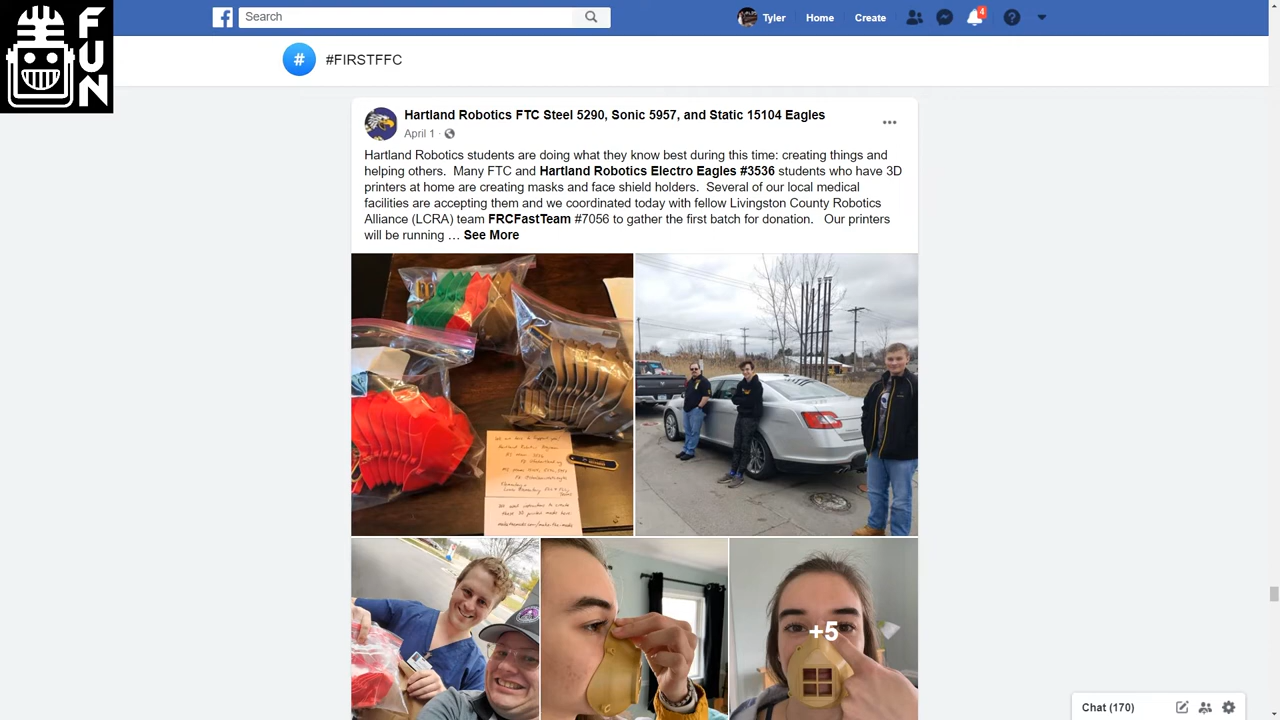 FUN
Search
Tyler
Home
Create
4
#
#FIRSTFFC
Hartland Robotics FTC Steel 5290, Sonic 5957, and Static 15104 Eagles
April 1 ·
Hartland Robotics students are doing what they know best during this time: creating things and
helping others. Many FTC and Hartland Robotics Electro Eagles #3536 students who have 3D
printers at home are creating masks and face shield holders. Several of our local medical
facilities are accepting them and we coordinated today with fellow Livingston County Robotics
Alliance (LCRA) team FRCFastTeam #7056 to gather the first batch for donation. Our printers
will be running … See More
+5
Chat (170)